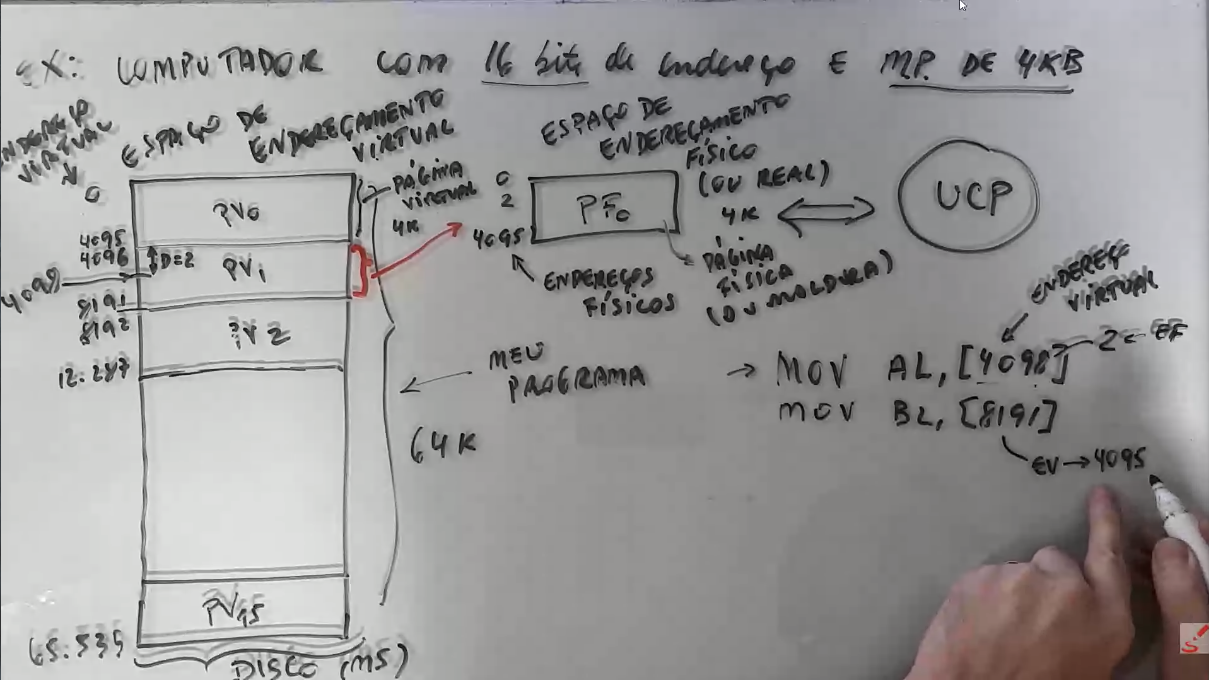 EX: COMPUTADOR COM 16 bits de endereço E MP. DE 4KB
ENDEREÇO
VIRTUAL
ESPAÇO DE
ENDEREÇAMENTO
VIRTUAL
0
PV0
4095
4096
D=2
PV1
4098
8191
8192
PV2
12.287
PV15
65.535
DISCO (MS)
PÁGINA
VIRTUAL
4K
64K
MEU
PROGRAMA
ESPAÇO DE
ENDEREÇAMENTO
FÍSICO
(OU REAL)
4K
0
2
4095
PF0
ENDEREÇOS
FÍSICOS
PÁGINA
FÍSICA
(OU MOLDURA)
UCP
ENDEREÇO
VIRTUAL
MOV AL, [4098] 2 ← EF
MOV BL, [8191]
EV → 4095
S